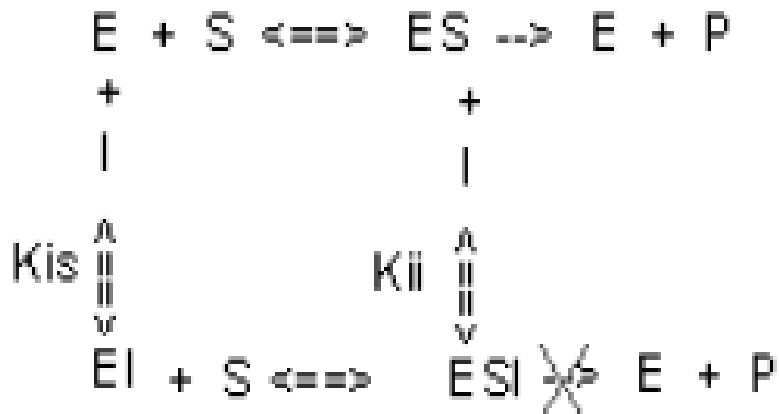 E + S <==> ES --> E + P
+ +
I I
Kis <==> Kii <==>
EI + S <==> ESI --> E + P